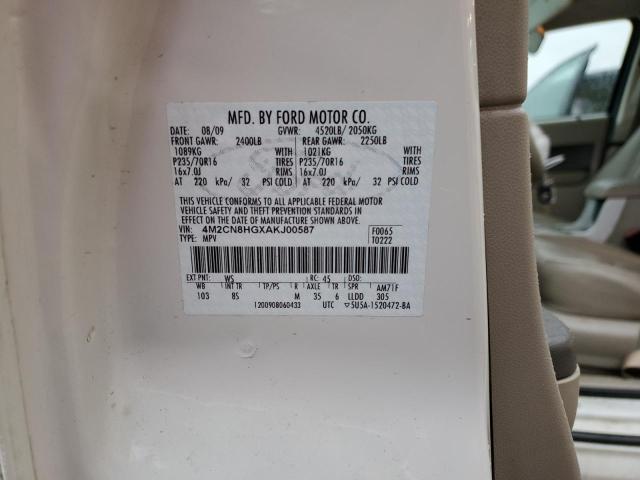 MFD. BY FORD MOTOR CO.
DATE 08/09 GVWR: 4520LB/ 2050KG
FRONT GAWR: 2400LB REAR GAWR: 2250LB
1089KG WITH 1021KG WITH
P235/70R16 TIRES P235/70R16 TIRES
16x7.0J RIMS 16x7.0J RIMS
AT 220 kPa/ 32 PSI COLD AT 220 kPa/ 32 PSI COLD
THIS VEHICLE CONFORMS TO ALL APPLICABLE FEDERAL MOTOR
VEHICLE SAFETY AND THEFT PREVENTION STANDARDS IN
EFFECT ON THE DATE OF MANUFACTURE SHOWN ABOVE.
VIN: 4M2CN8HGXAKJ00587 F0065
TYPE: MPV T0222
EXT PNT: WS RC: 45 DSO:
WB INT TR TP/PS R AXLE TR SPR AM71F
103 8S M 35 6 LLDD 305
1200908060433 UTC ▽5U5A-1520472-BA